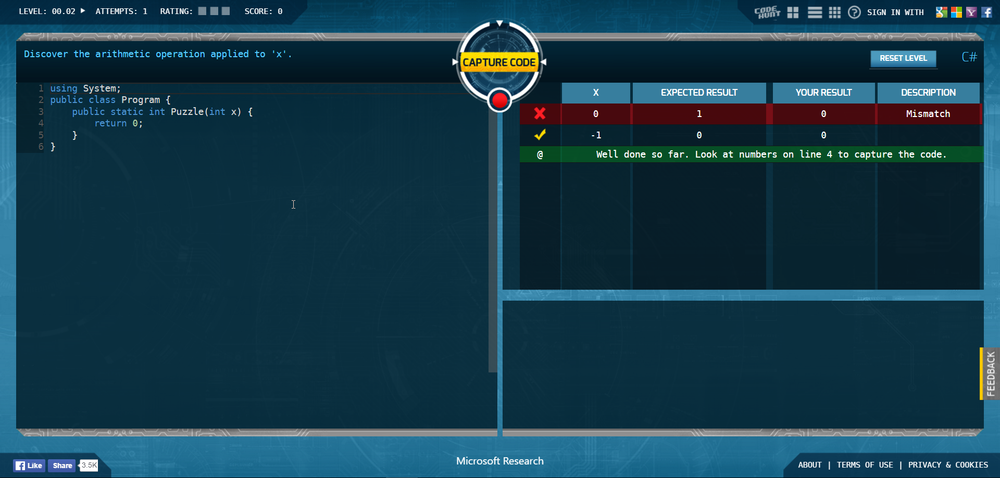 LEVEL: 00.02 ATTEMPTS: 1 RATING: SCORE: 0
CODE HUNT
SIGN IN WITH
Discover the arithmetic operation applied to 'x'.
CAPTURE CODE
RESET LEVEL
C#
1 using System;
2 public class Program {
3 public static int Puzzle(int x) {
4 return 0;
5 }
6 }
X EXPECTED RESULT YOUR RESULT DESCRIPTION
0 1 0 Mismatch
-1 0 0
@ Well done so far. Look at numbers on line 4 to capture the code.
FEEDBACK
Like Share 3.5K
Microsoft Research
ABOUT | TERMS OF USE | PRIVACY & COOKIES